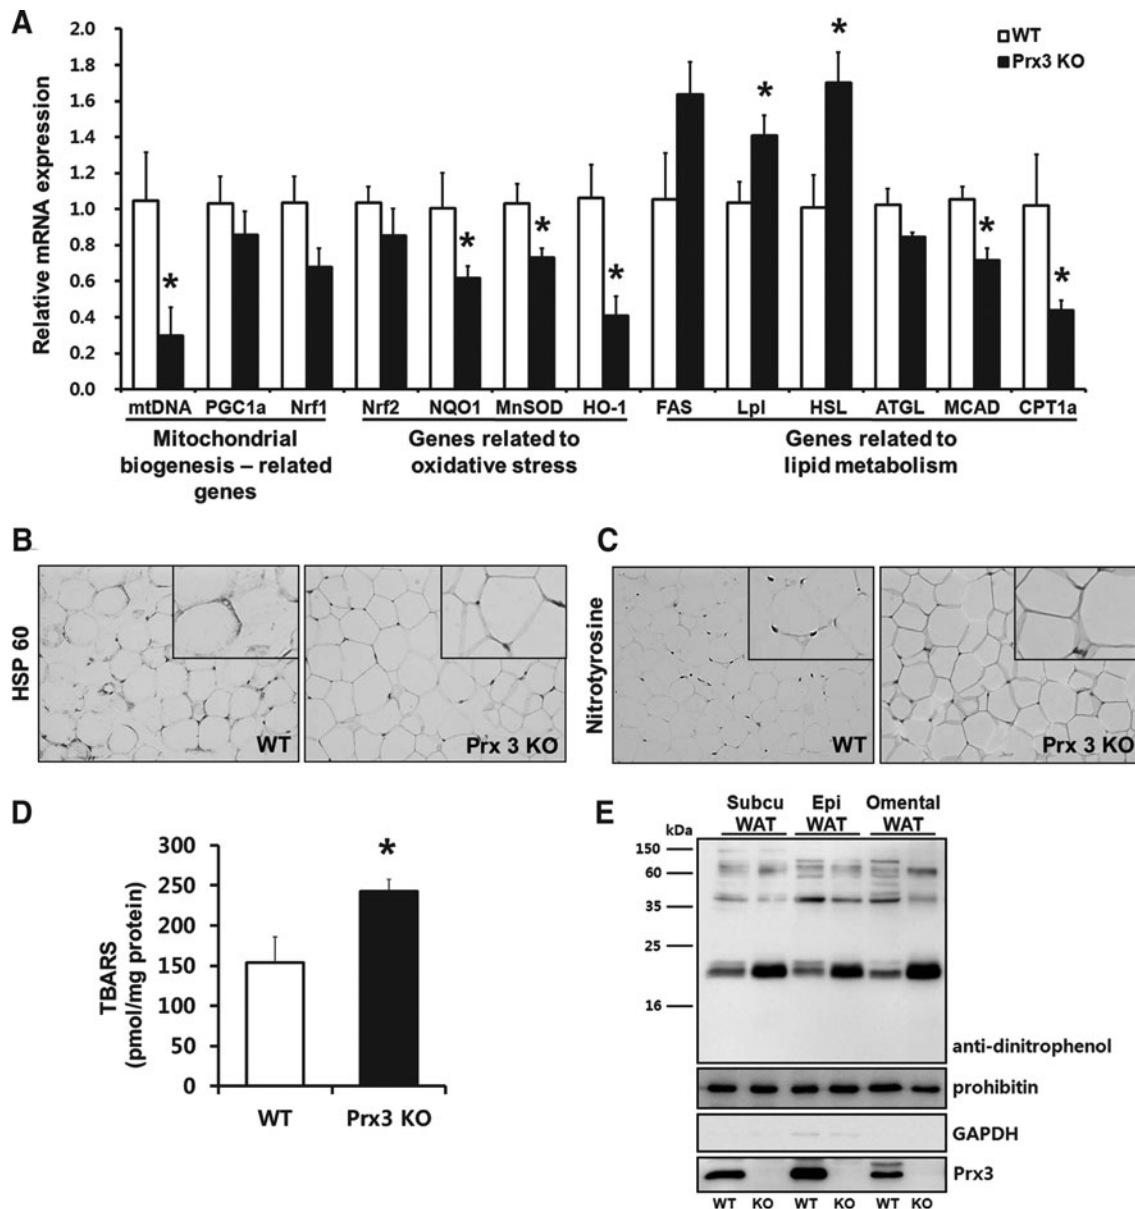 A
2.0
1.8
1.6
1.4
1.2
1.0
0.8
0.6
0.4
0.2
0.0
Relative mRNA expression
WT
Prx3 KO
* * * * * * * *
mtDNA PGC1a Nrf1 Nrf2 NQO1 MnSOD HO-1 FAS Lpl HSL ATGL MCAD CPT1a
Mitochondrial
biogenesis – related
genes
Genes related to
oxidative stress
Genes related to
lipid metabolism
B
HSP 60
WT
Prx 3 KO
C
Nitrotyrosine
WT
Prx 3 KO
D
300
250
200
150
100
50
0
TBARS
(pmol/mg protein)
*
WT Prx3 KO
E
Subcu Epi Omental
WAT WAT WAT
kDa
150
60
35
25
16
anti-dinitrophenol
prohibitin
GAPDH
Prx3
WT KO WT KO WT KO